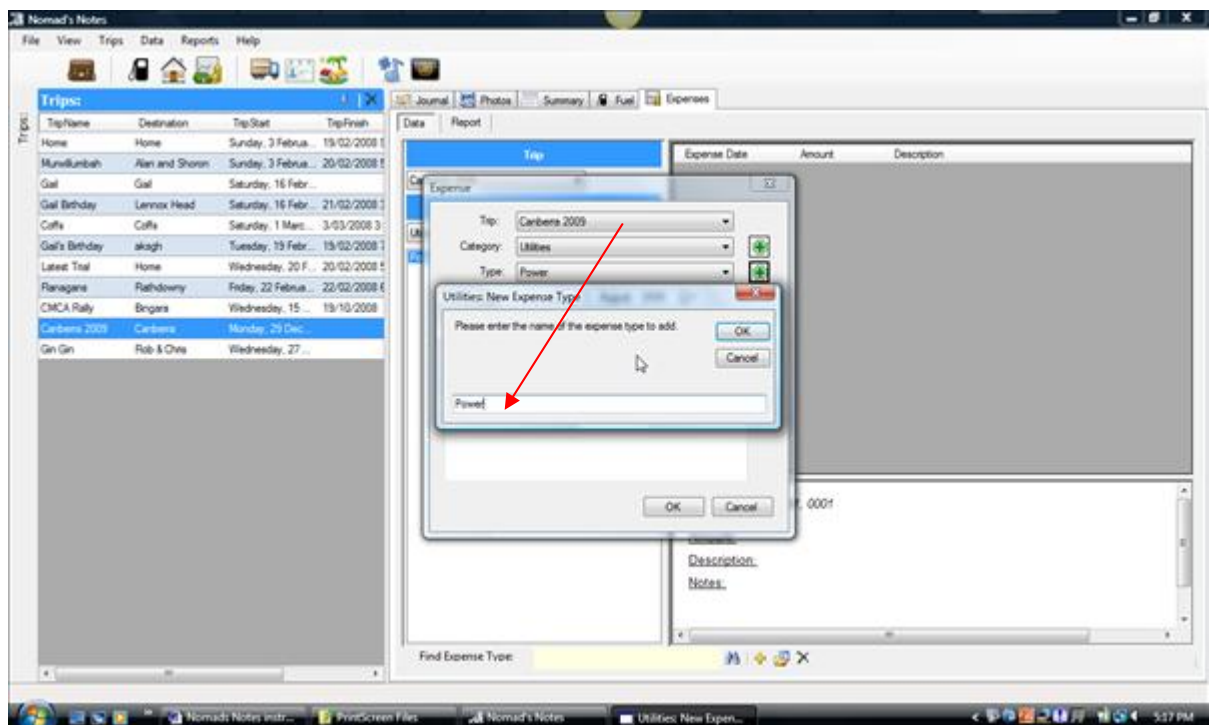 Nomad's Notes
File View Trips Data Reports Help
Trips:
Journal Photos Summary Fuel Expenses
Trips:
TripName Destination TripStart TripFinish
Data Report
Home Home Sunday, 3 Februa... 19/02/2008
Trip
Expense Date Amount Description
Alan and Sharon Sunday, 3 Februa... 20/02/2008
Gail Gail Saturday, 16 Febr...
Expense
Gail Birthday Lennox Head Saturday, 16 Febr... 21/02/2008
Trip: Canberra 2009
Coffs Coffs Saturday, 1 Marc... 3/03/2008 3
Gail's Birthday Tuesday, 19 Febr... 19/02/2008
Category: Utilities
Latest Trial Home Wednesday, 20 F... 20/02/2008
Type: Power
Rathdowny Friday, 22 Februa... 22/02/2008
Utilities: New Expense Type
CMCA Rally Bingara Wednesday, 15 ... 19/10/2008
Canberra 2009 Canberra Monday, 29 Dec...
Please enter the name of the expense type to add.
OK
Gin Gin Rob & Chris Wednesday, 27 ...
Cancel
Power
OK Cancel
, 0001
Description:
Notes:
Find Expense Type:
Nomads Notes instr... PrintScreen Files Nomad's Notes Utilities: New Expen... 5:17 PM